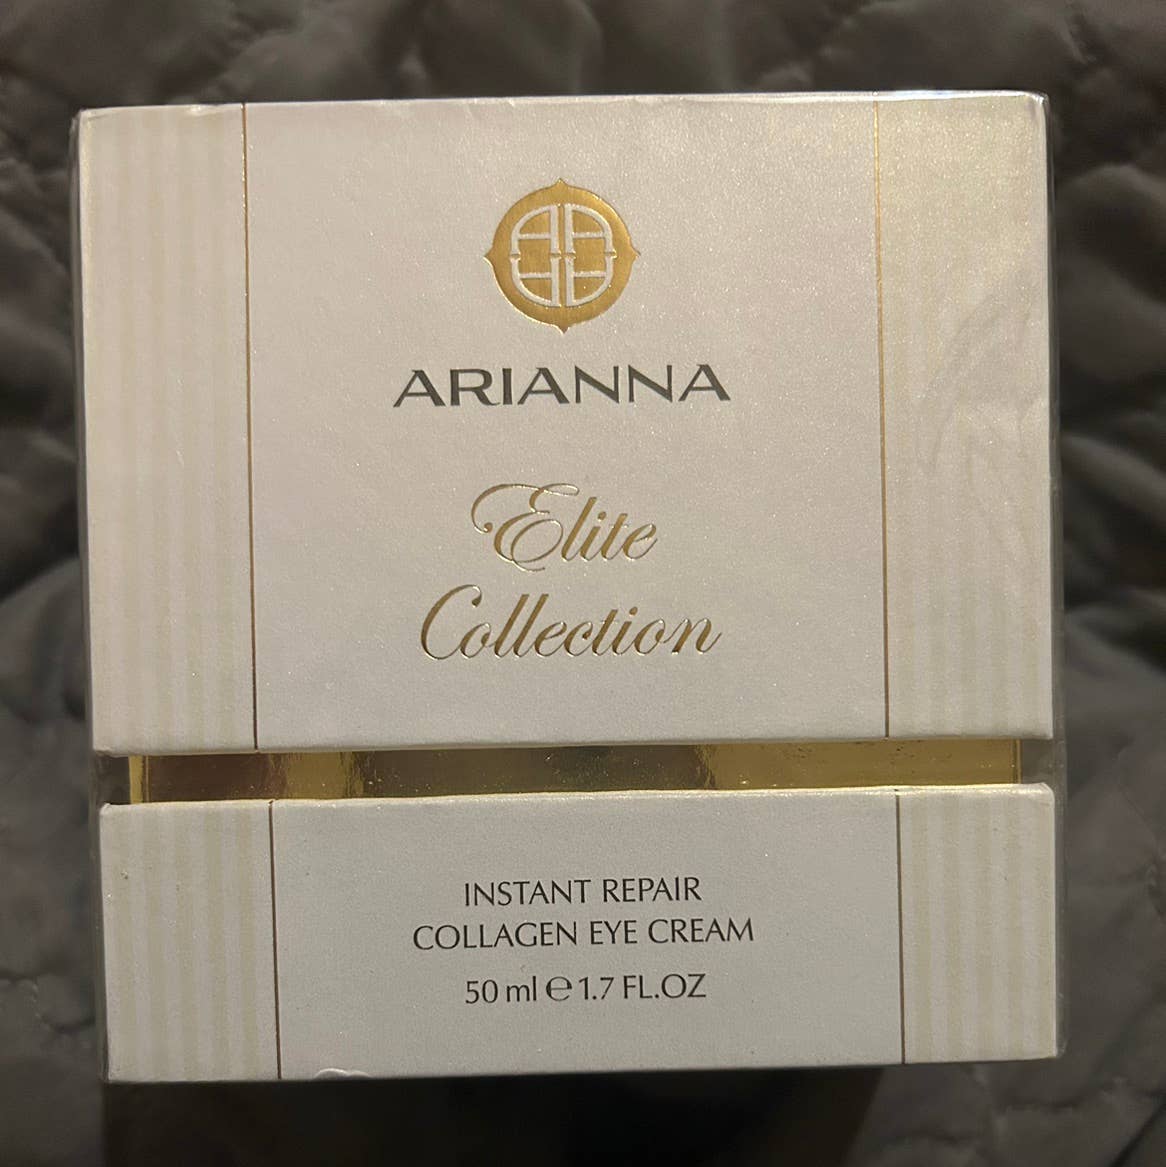 ARIANNA
Elite
Collection
INSTANT REPAIR
COLLAGEN EYE CREAM
50 ml ℮ 1.7 FL.OZ